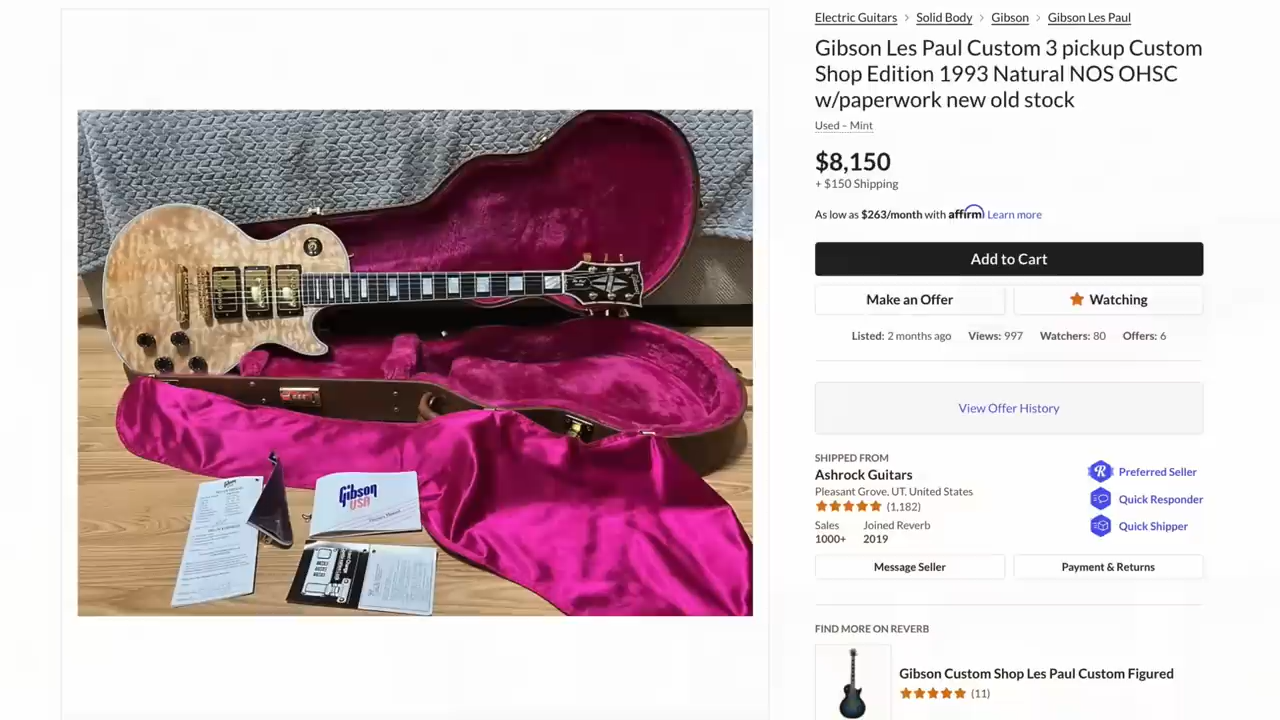 Electric Guitars > Solid Body > Gibson > Gibson Les Paul
Gibson Les Paul Custom 3 pickup Custom
Shop Edition 1993 Natural NOS OHSC
w/paperwork new old stock
Used – Mint
$8,150
+ $150 Shipping
As low as $263/month with affirm Learn more
Add to Cart
Make an Offer
Watching
Listed: 2 months ago Views: 997 Watchers: 80 Offers: 6
View Offer History
SHIPPED FROM
Ashrock Guitars
Pleasant Grove, UT, United States
(1,182)
Sales Joined Reverb
1000+ 2019
Preferred Seller
Quick Responder
Quick Shipper
Message Seller
Payment & Returns
FIND MORE ON REVERB
Gibson Custom Shop Les Paul Custom Figured
(11)
Gibson
USA